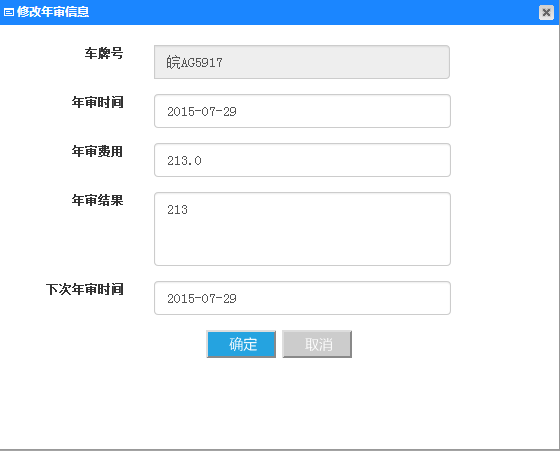 修改年审信息
车牌号
皖AG5917
年审时间
2015-07-29
年审费用
213.0
年审结果
213
下次年审时间
2015-07-29
确定 取消